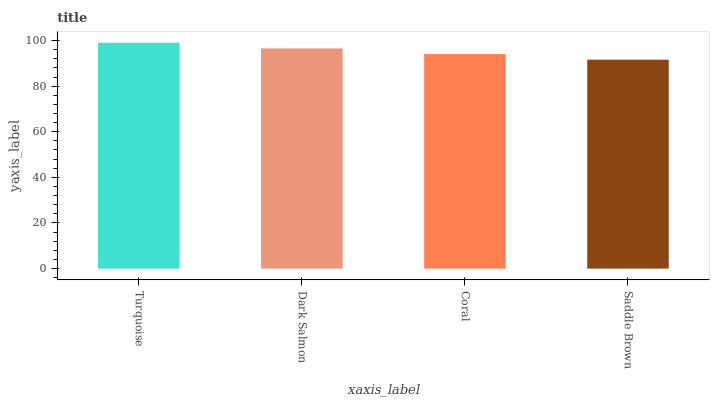 title
yaxis_label
100
80
60
40
20
0
Turquoise
Dark Salmon
Coral
Saddle Brown
xaxis_label